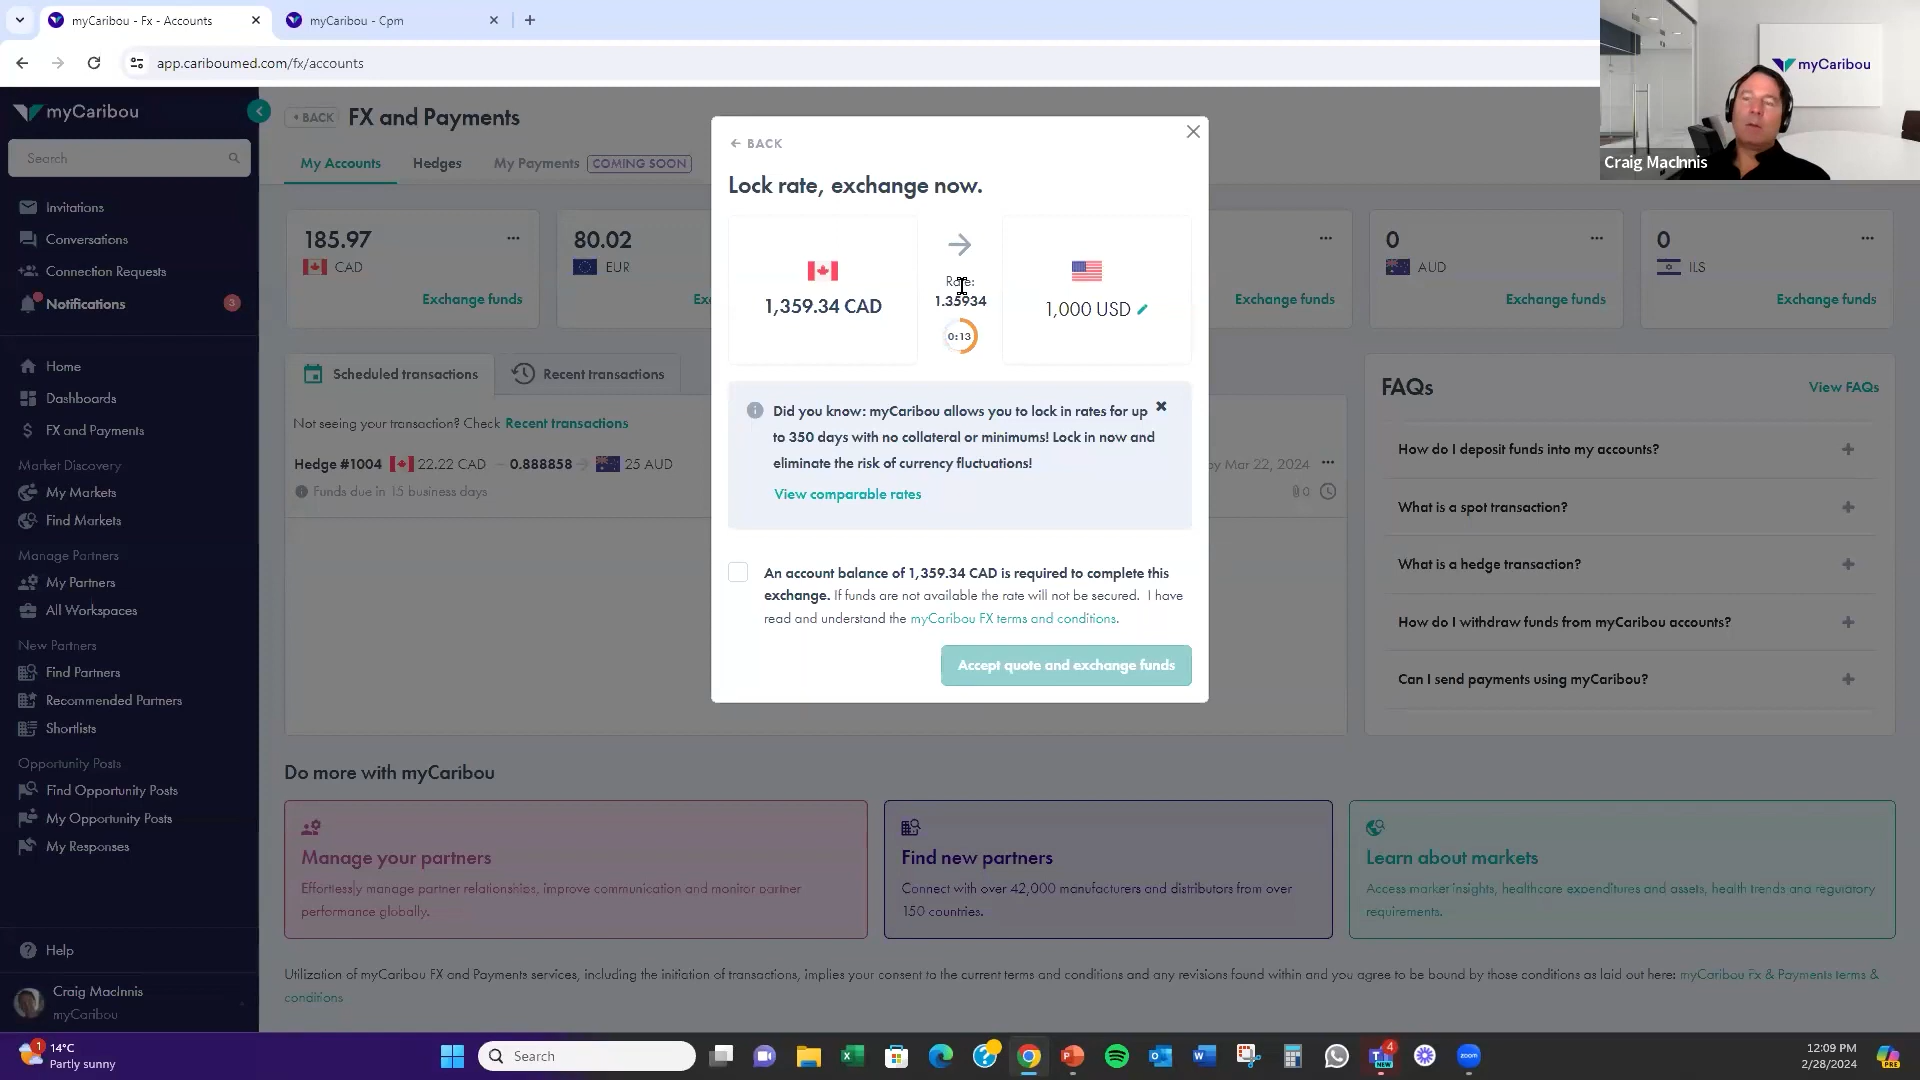 myCaribou - Fx - Accounts
myCaribou - Cpm
app.cariboumed.com/fx/accounts
myCaribou
Craig MacInnis
myCaribou
Search
Invitations
Conversations
Connection Requests
Notifications
3
Home
Dashboards
FX and Payments
Market Discovery
My Markets
Find Markets
Manage Partners
My Partners
All Workspaces
New Partners
Find Partners
Recommended Partners
Shortlists
Opportunity Posts
Find Opportunity Posts
My Opportunity Posts
My Responses
Help
Craig MacInnis
myCaribou
BACK
FX and Payments
My Accounts
Hedges
My Payments
COMING SOON
185.97
CAD
Exchange funds
80.02
EUR
Ex
Exchange funds
0
AUD
Exchange funds
0
ILS
Exchange funds
Scheduled transactions
Recent transactions
Not seeing your transaction? Check Recent transactions
Hedge #1004 22.22 CAD 0.888858 25 AUD
Mar 22, 2024
Funds due in 15 business days
0
BACK
Lock rate, exchange now.
1,359.34 CAD
Rate:
1.35934
0:13
1,000 USD
Did you know: myCaribou allows you to lock in rates for up
to 350 days with no collateral or minimums! Lock in now and
eliminate the risk of currency fluctuations!
View comparable rates
An account balance of 1,359.34 CAD is required to complete this
exchange. If funds are not available the rate will not be secured. I have
read and understand the myCaribou FX terms and conditions.
Accept quote and exchange funds
FAQs
View FAQs
How do I deposit funds into my accounts?
What is a spot transaction?
What is a hedge transaction?
How do I withdraw funds from myCaribou accounts?
Can I send payments using myCaribou?
Do more with myCaribou
Manage your partners
Effortlessly manage partner relationships, improve communication and monitor partner
performance globally.
Find new partners
Connect with over 42,000 manufacturers and distributors from over
150 countries.
Learn about markets
Access market insights, healthcare expenditures and assets, health trends and regulatory
requirements.
Utilization of myCaribou FX and Payments services, including the initiation of transactions, implies your consent to the current terms and conditions and any revisions found within and you agree to be bound by those conditions as laid out here: myCaribou Fx & Payments terms &
conditions
1
14°C
Partly sunny
Search
4
NEW
zoom
12:09 PM
2/28/2024
PRE